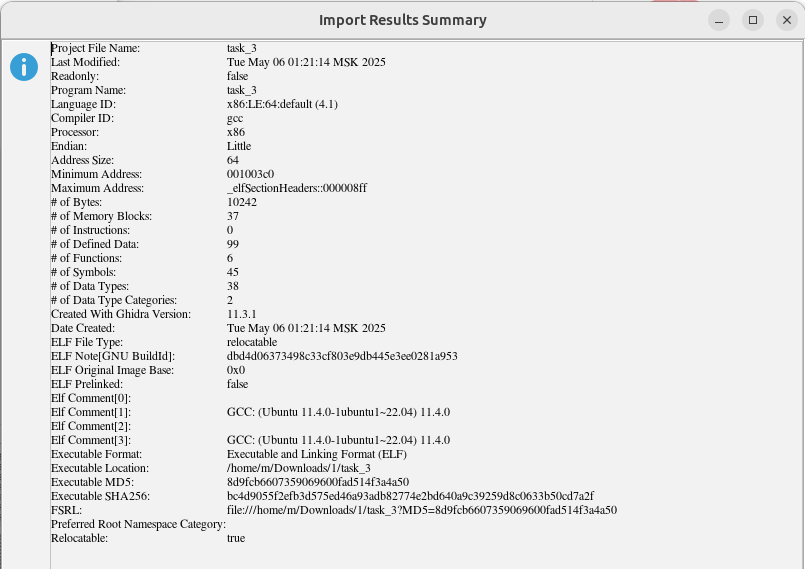 Import Results Summary
Project File Name: task_3
Last Modified: Tue May 06 01:21:14 MSK 2025
Readonly: false
Program Name: task_3
Language ID: x86:LE:64:default (4.1)
Compiler ID: gcc
Processor: x86
Endian: Little
Address Size: 64
Minimum Address: 001003c0
Maximum Address: _elfSectionHeaders::000008ff
# of Bytes: 10242
# of Memory Blocks: 37
# of Instructions: 0
# of Defined Data: 99
# of Functions: 6
# of Symbols: 45
# of Data Types: 38
# of Data Type Categories: 2
Created With Ghidra Version: 11.3.1
Date Created: Tue May 06 01:21:14 MSK 2025
ELF File Type: relocatable
ELF Note[GNU BuildId]: dbd4d06373498c33cf803e9db445e3ee0281a953
ELF Original Image Base: 0x0
ELF Prelinked: false
Elf Comment[0]:
Elf Comment[1]: GCC: (Ubuntu 11.4.0-1ubuntu1~22.04) 11.4.0
Elf Comment[2]:
Elf Comment[3]: GCC: (Ubuntu 11.4.0-1ubuntu1~22.04) 11.4.0
Executable Format: Executable and Linking Format (ELF)
Executable Location: /home/m/Downloads/1/task_3
Executable MD5: 8d9fcb6607359069600fad514f3a4a50
Executable SHA256: bc4d9055f2efb3d575ed46a93adb82774e2bd640a9c39259d8c0633b50cd7a2f
FSRL: file:///home/m/Downloads/1/task_3?MD5=8d9fcb6607359069600fad514f3a4a50
Preferred Root Namespace Category:
Relocatable: true